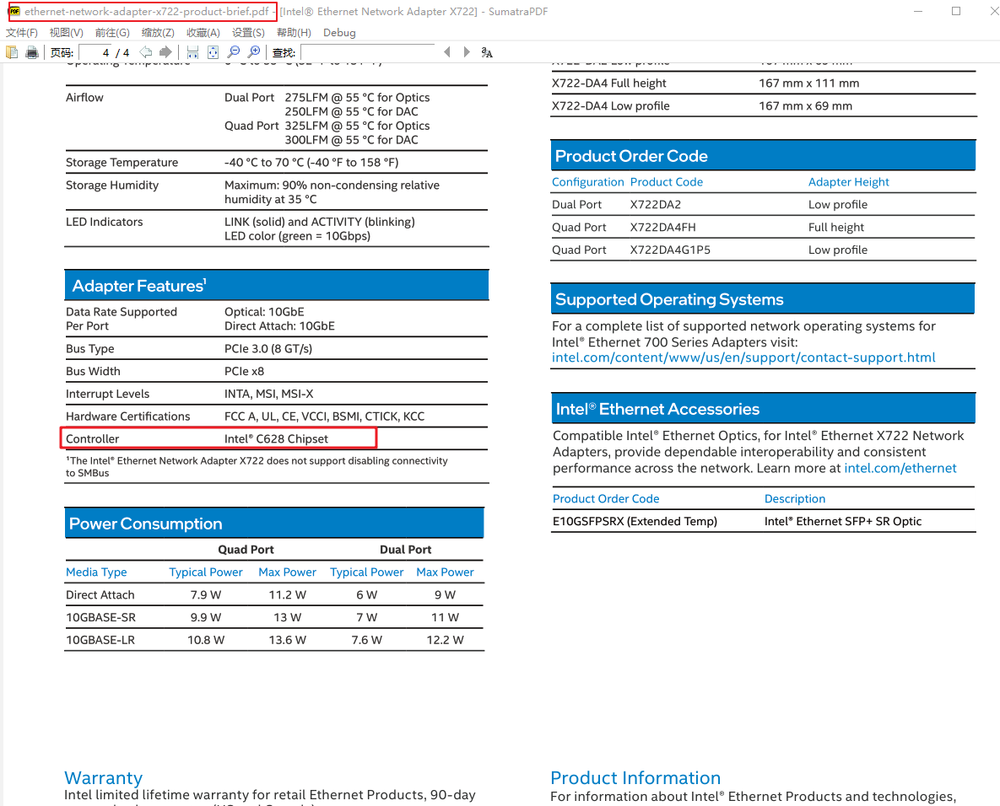 ethernet-network-adapter-x722-product-brief.pdf - [Intel® Ethernet Network Adapter X722] - SumatraPDF
文件(F) 视图(V) 前往(G) 缩放(Z) 收藏(A) 设置(S) 帮助(H) Debug
页码: 4 / 4 查找:
Airflow Dual Port 275LFM @ 55 °C for Optics
250LFM @ 55 °C for DAC
Quad Port 325LFM @ 55 °C for Optics
300LFM @ 55 °C for DAC
Storage Temperature -40 °C to 70 °C (-40 °F to 158 °F)
Storage Humidity Maximum: 90% non-condensing relative
humidity at 35 °C
LED Indicators LINK (solid) and ACTIVITY (blinking)
LED color (green = 10Gbps)
Adapter Features¹
Data Rate Supported Optical: 10GbE
Per Port Direct Attach: 10GbE
Bus Type PCIe 3.0 (8 GT/s)
Bus Width PCIe x8
Interrupt Levels INTA, MSI, MSI-X
Hardware Certifications FCC A, UL, CE, VCCI, BSMI, CTICK, KCC
Controller Intel® C628 Chipset
¹The Intel® Ethernet Network Adapter X722 does not support disabling connectivity
to SMBus
Power Consumption
Quad Port Dual Port
Media Type Typical Power Max Power Typical Power Max Power
Direct Attach 7.9 W 11.2 W 6 W 9 W
10GBASE-SR 9.9 W 13 W 7 W 11 W
10GBASE-LR 10.8 W 13.6 W 7.6 W 12.2 W
Warranty
Intel limited lifetime warranty for retail Ethernet Products, 90-day
X722-DA4 Full height 167 mm x 111 mm
X722-DA4 Low profile 167 mm x 69 mm
Product Order Code
Configuration Product Code Adapter Height
Dual Port X722DA2 Low profile
Quad Port X722DA4FH Full height
Quad Port X722DA4G1P5 Low profile
Supported Operating Systems
For a complete list of supported network operating systems for
Intel® Ethernet 700 Series Adapters visit:
intel.com/content/www/us/en/support/contact-support.html
Intel® Ethernet Accessories
Compatible Intel® Ethernet Optics, for Intel® Ethernet X722 Network
Adapters, provide dependable interoperability and consistent
performance across the network. Learn more at intel.com/ethernet
Product Order Code Description
E10GSFPSRX (Extended Temp) Intel® Ethernet SFP+ SR Optic
Product Information
For information about Intel® Ethernet Products and technologies,